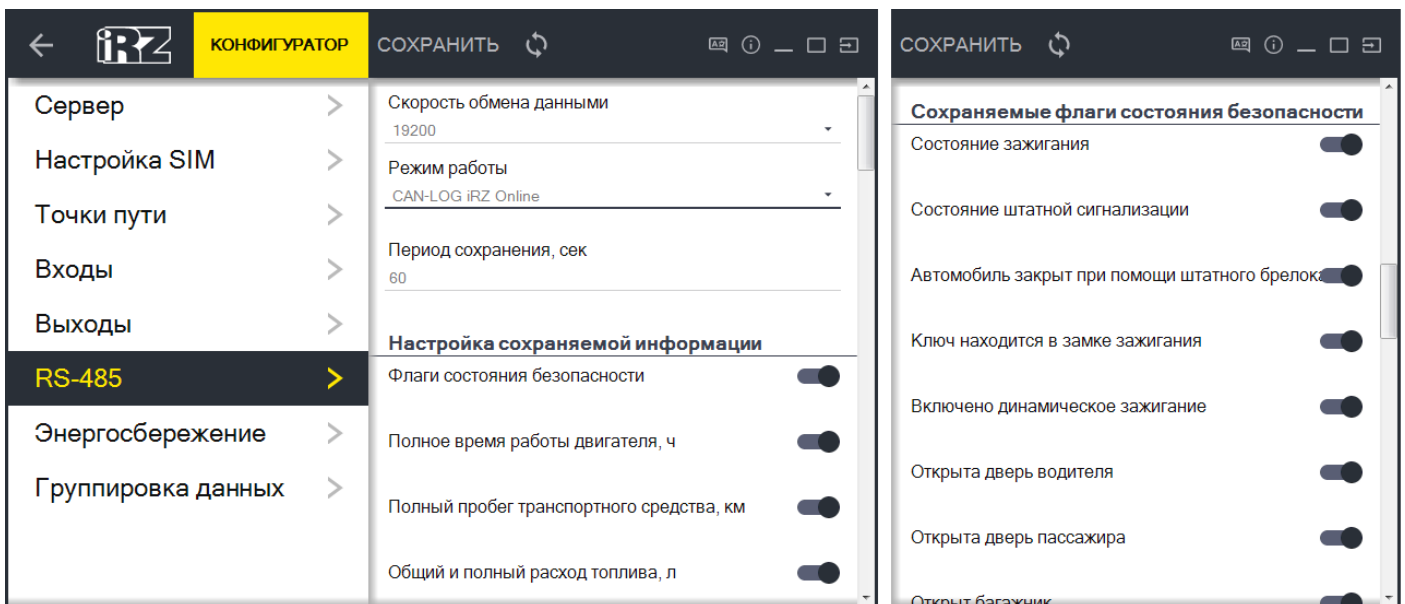 iRZ
КОНФИГУРАТОР
СОХРАНИТЬ
Сервер
Настройка SIM
Точки пути
Входы
Выходы
RS-485
Энергосбережение
Группировка данных
Скорость обмена данными
19200
Режим работы
CAN-LOG iRZ Online
Период сохранения, сек
60
Настройка сохраняемой информации
Флаги состояния безопасности
Полное время работы двигателя, ч
Полный пробег транспортного средства, км
Общий и полный расход топлива, л
СОХРАНИТЬ
Сохраняемые флаги состояния безопасности
Состояние зажигания
Состояние штатной сигнализации
Автомобиль закрыт при помощи штатного брелока
Ключ находится в замке зажигания
Включено динамическое зажигание
Открыта дверь водителя
Открыта дверь пассажира
Открыт багажник